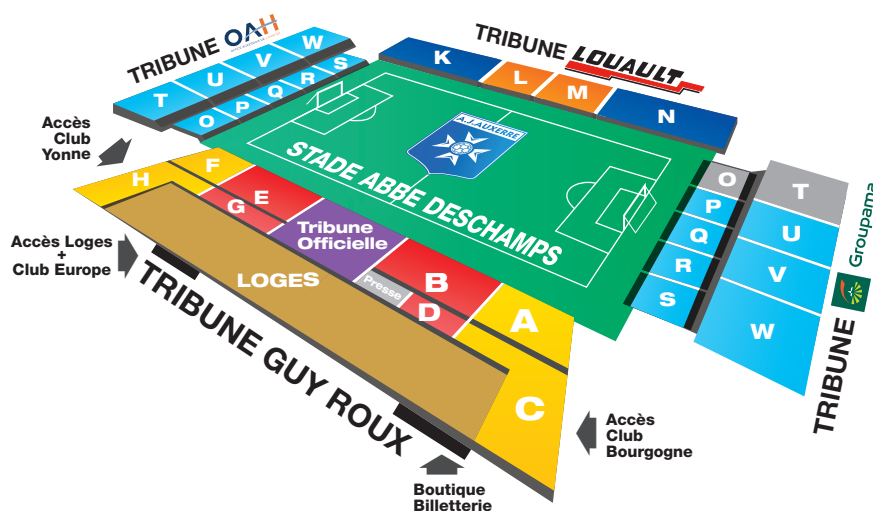 TRIBUNE OAH
TRIBUNE LOUAULT
T U V W
O P Q R S
K L M N
Accès
Club
Yonne
A.J.AUXERRE
STADE ABBE DESCHAMPS
O P Q R S
T U V W
TRIBUNE Groupama
H F
G E
Tribune
Officielle
B
Presse
D
A
C
LOGES
Accès Loges
+
Club Europe
TRIBUNE GUY ROUX
Accès
Club
Bourgogne
Boutique
Billetterie